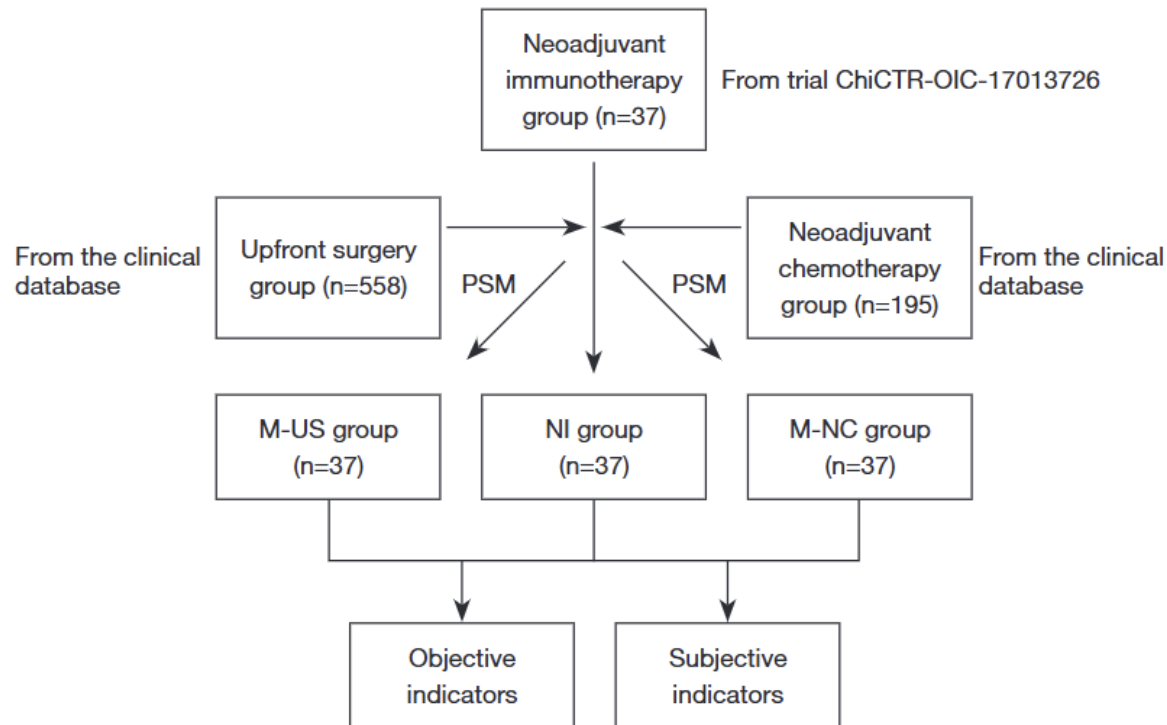 Neoadjuvant
immunotherapy
group (n=37)
From trial ChiCTR-OIC-17013726
From the clinical
database
Upfront surgery
group (n=558)
PSM
PSM
Neoadjuvant
chemotherapy
group (n=195)
From the clinical
database
M-US group
(n=37)
NI group
(n=37)
M-NC group
(n=37)
Objective
indicators
Subjective
indicators